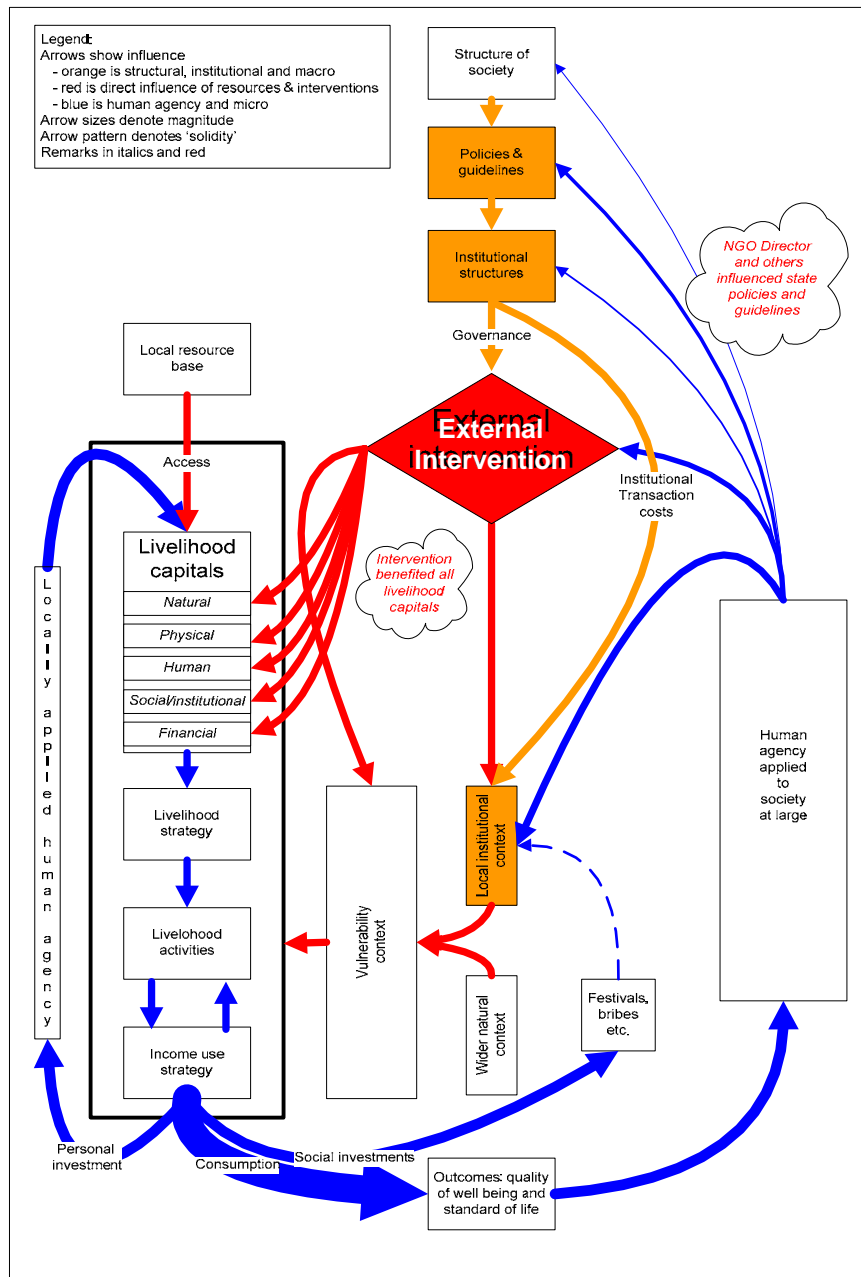 Legend:
Arrows show influence
- orange is structural, institutional and macro
- red is direct influence of resources & interventions
- blue is human agency and micro
Arrow sizes denote magnitude
Arrow pattern denotes ‘solidity’
Remarks in italics and red
Structure of
society
Policies &
guidelines
Institutional
structures
NGO Director
and others
influenced state
policies and
guidelines
Governance
Local resource
base
External
Intervention
External
intervention
Access
Institutional
Transaction
costs
Livelihood
capitals
Natural
Physical
Human
Social/institutional
Financial
Intervention
benefited all
livelihood
capitals
Locally applied human agency
Livelihood
strategy
Livelohood
activities
Income use
strategy
Vulnerability
context
Local institutional
context
Wider natural
context
Festivals,
bribes
etc.
Human
agency
applied
to
society
at large
Personal
investment
Consumption
Social investments
Outcomes: quality
of well being and
standard of life